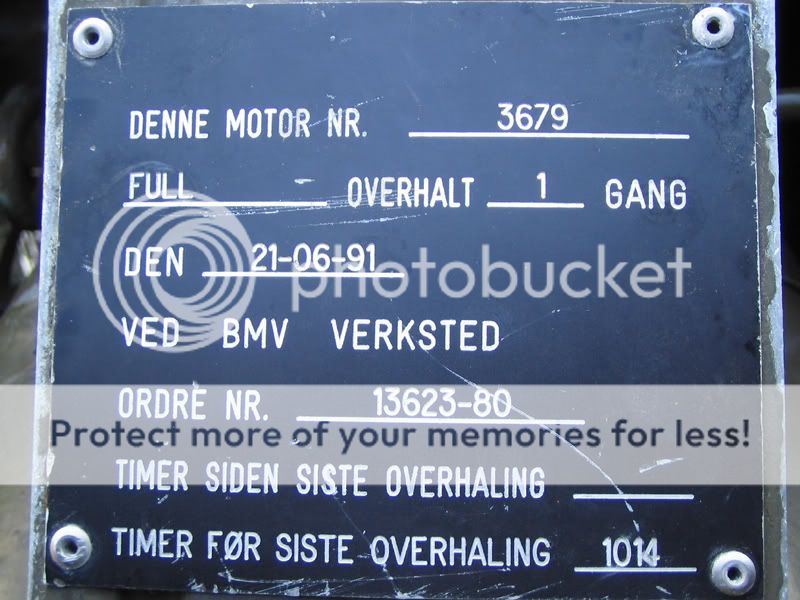 DENNE MOTOR NR. 3679
FULL OVERHALT 1 GANG
DEN 21-06-91
photobucket
VED BMV VERKSTED
ORDRE NR. 13623-80
Protect more of your memories for less!
TIMER SIDEN SISTE OVERHALING
TIMER FØR SISTE OVERHALING 1014